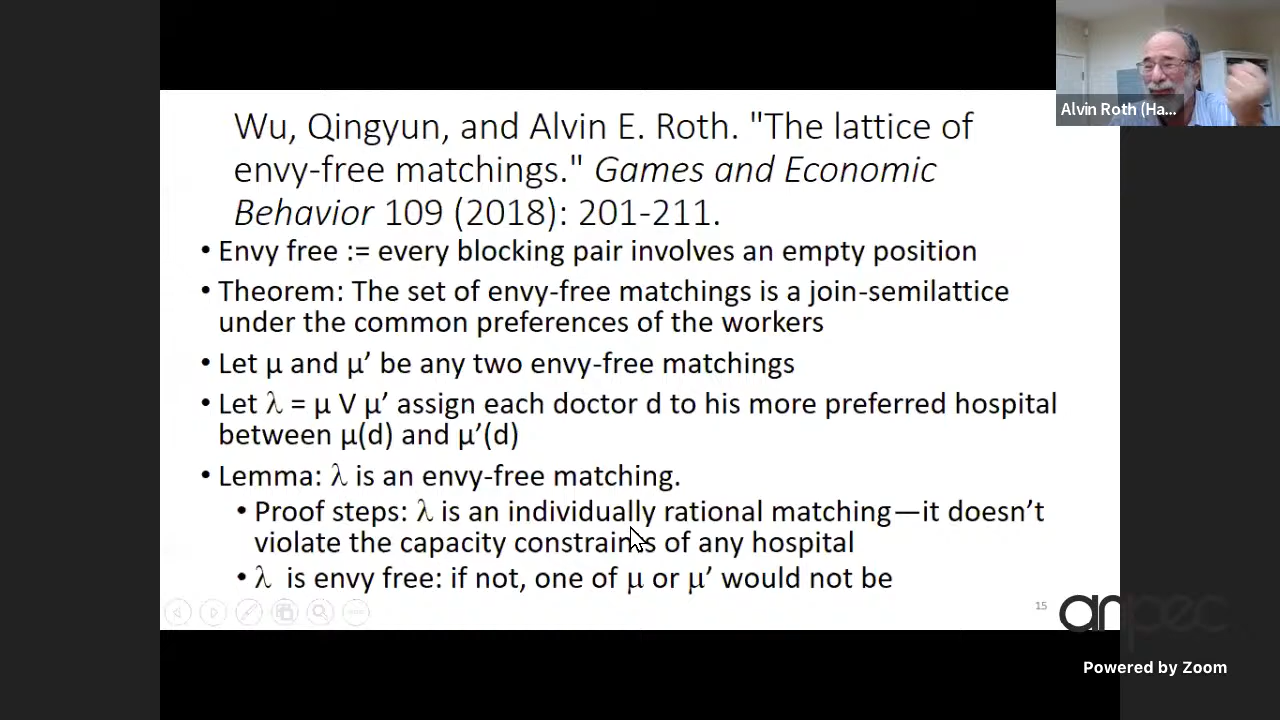 Wu, Qingyun, and Alvin E. Roth. "The lattice of
envy-free matchings." Games and Economic
Behavior 109 (2018): 201-211.
• Envy free := every blocking pair involves an empty position
• Theorem: The set of envy-free matchings is a join-semilattice
under the common preferences of the workers
• Let μ and μ’ be any two envy-free matchings
• Let λ = μ V μ’ assign each doctor d to his more preferred hospital
between μ(d) and μ’(d)
• Lemma: λ is an envy-free matching.
• Proof steps: λ is an individually rational matching—it doesn’t
violate the capacity constraints of any hospital
• λ is envy free: if not, one of μ or μ’ would not be
15
Alvin Roth (Ha...
anpec
Powered by Zoom